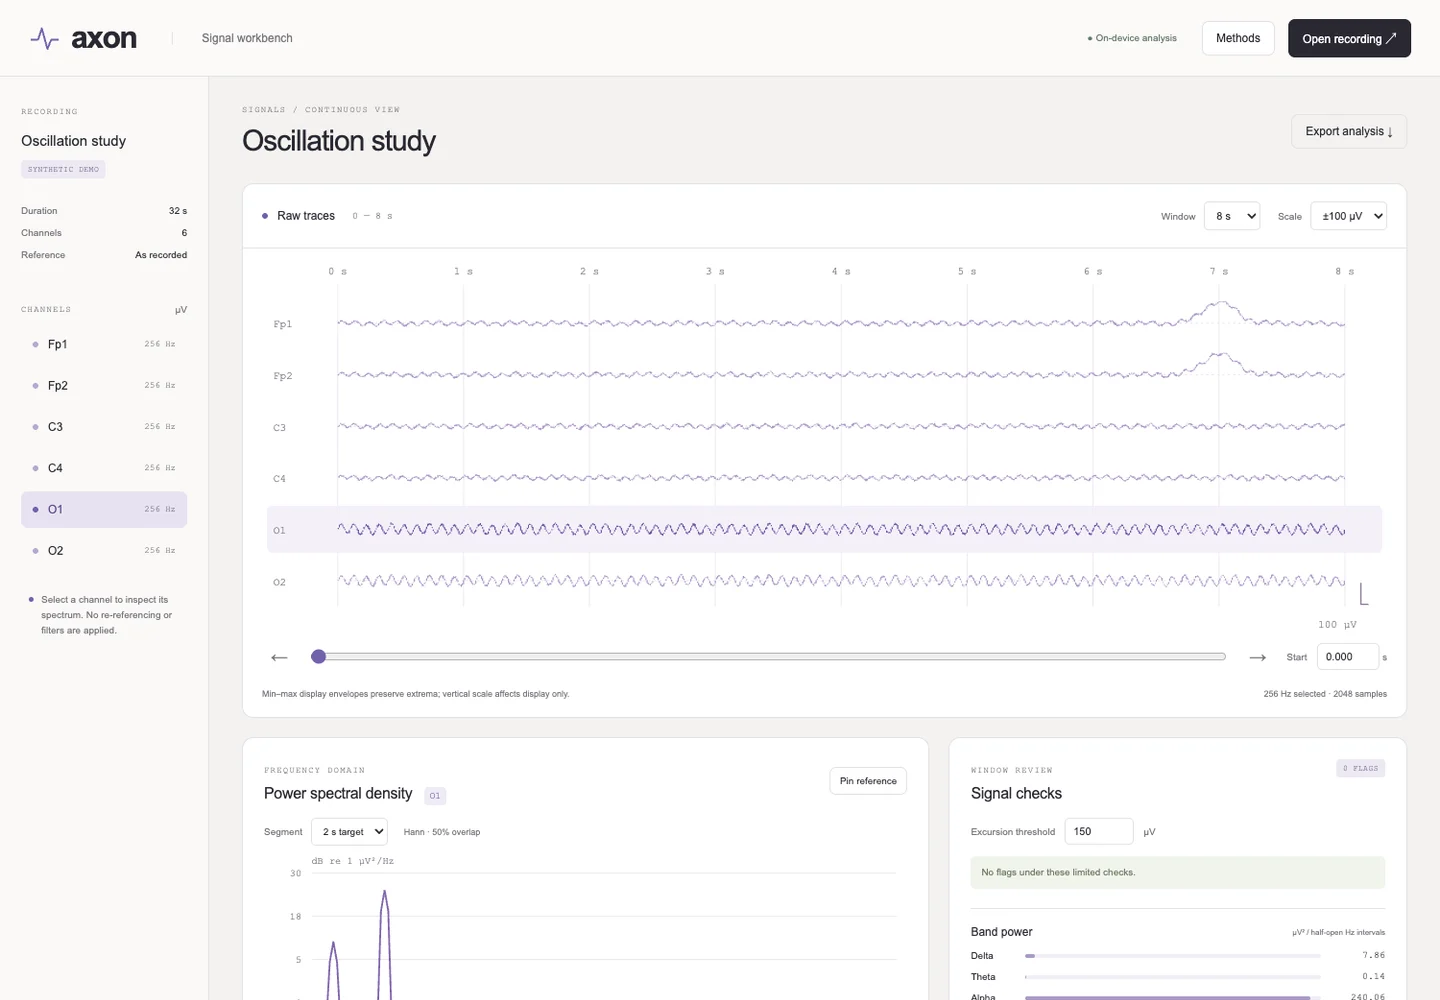 axon
Signal workbench
On-device analysis
Methods
Open recording ↗
RECORDING
Oscillation study
SYNTHETIC DEMO
Duration 32 s
Channels 6
Reference As recorded
CHANNELS µV
Fp1 256 Hz
Fp2 256 Hz
C3 256 Hz
C4 256 Hz
O1 256 Hz
O2 256 Hz
Select a channel to inspect its
spectrum. No re-referencing or
filters are applied.
SIGNALS / CONTINUOUS VIEW
Oscillation study
Export analysis ↓
Raw traces 0 – 8 s
Window 8 s Scale ±100 µV
0 s 1 s 2 s 3 s 4 s 5 s 6 s 7 s 8 s
Fp1
Fp2
C3
C4
O1
O2
100 µV
← → Start 0.000 s
Min–max display envelopes preserve extrema; vertical scale affects display only.
256 Hz selected · 2048 samples
FREQUENCY DOMAIN
Power spectral density O1
Pin reference
Segment 2 s target Hann · 50% overlap
dB re 1 µV²/Hz
30
18
5
WINDOW REVIEW
0 FLAGS
Signal checks
Excursion threshold 150 µV
No flags under these limited checks.
Band power µV² / half-open Hz intervals
Delta 7.86
Theta 0.14
Alpha 240.06